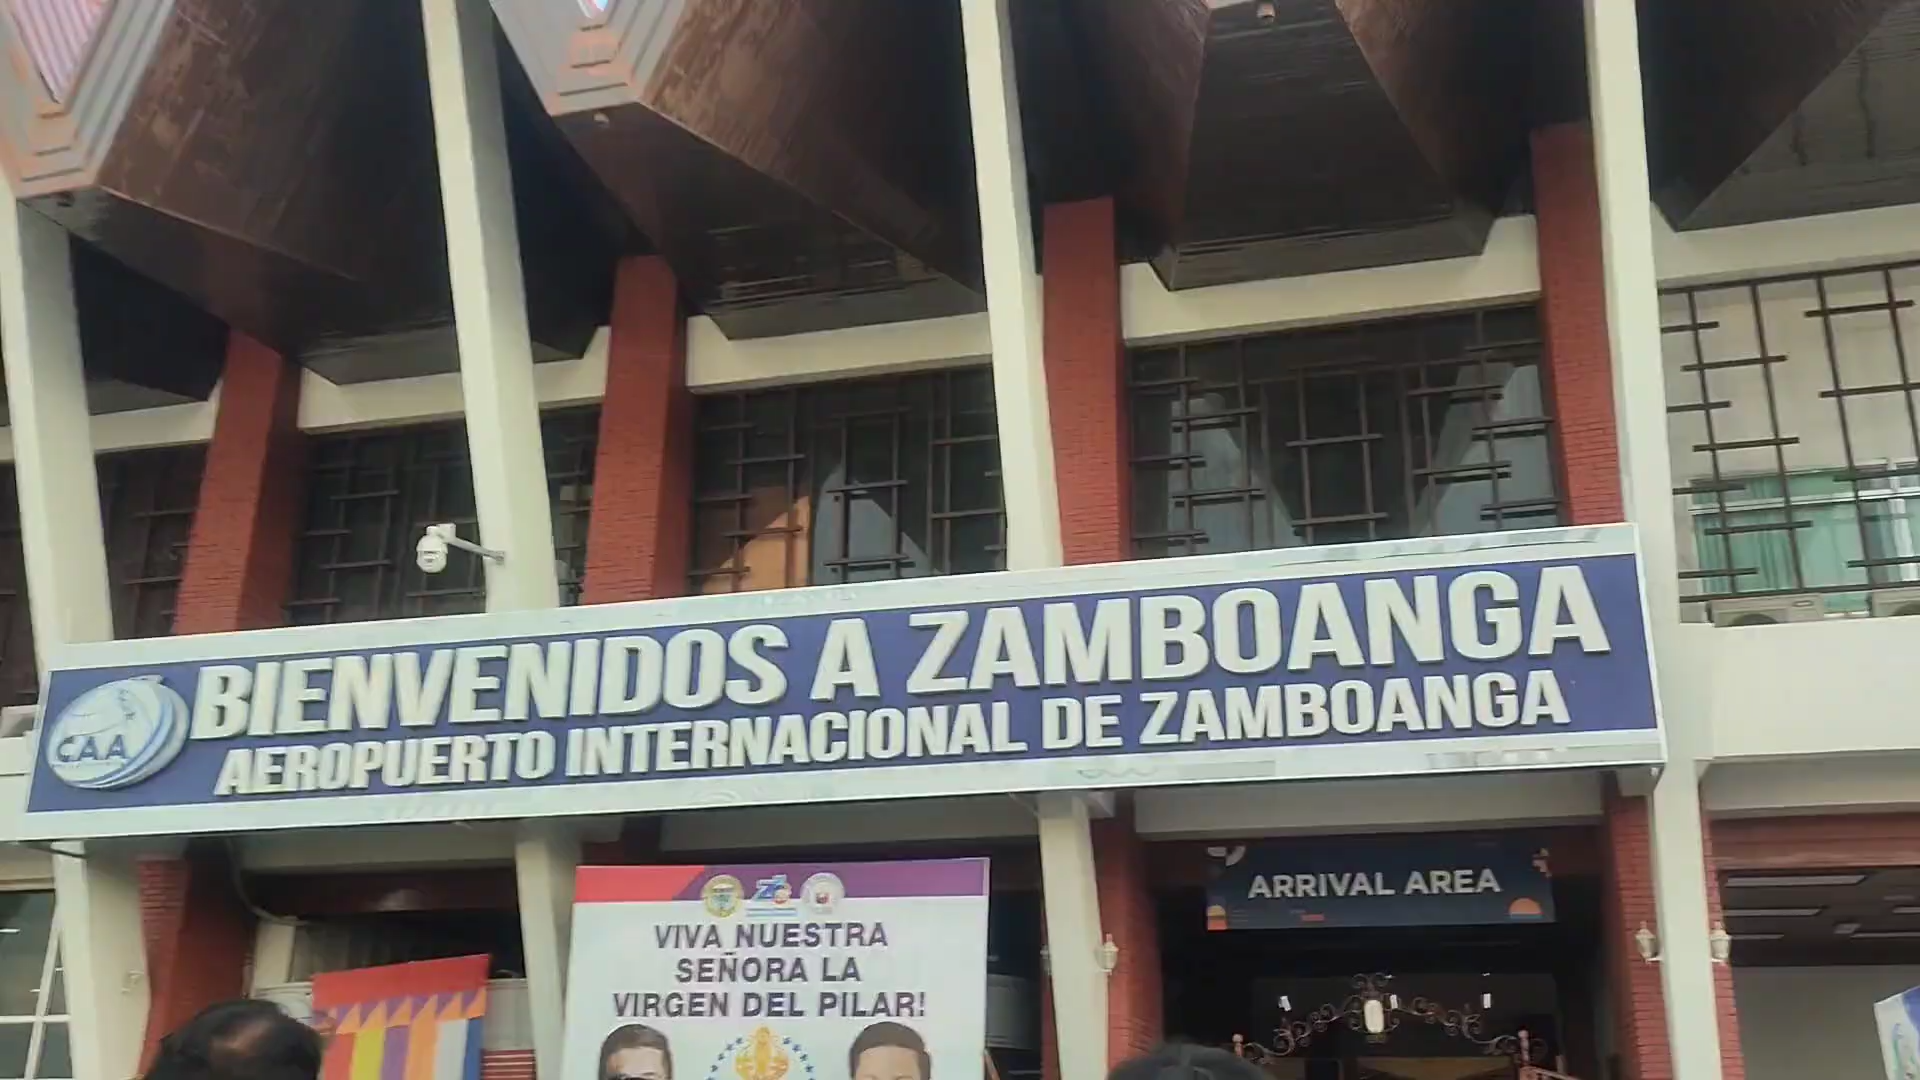 BIENVENIDOS A ZAMBOANGA
CAA
AEROPUERTO INTERNACIONAL DE ZAMBOANGA
ARRIVAL AREA
VIVA NUESTRA
SEÑORA LA
VIRGEN DEL PILAR!